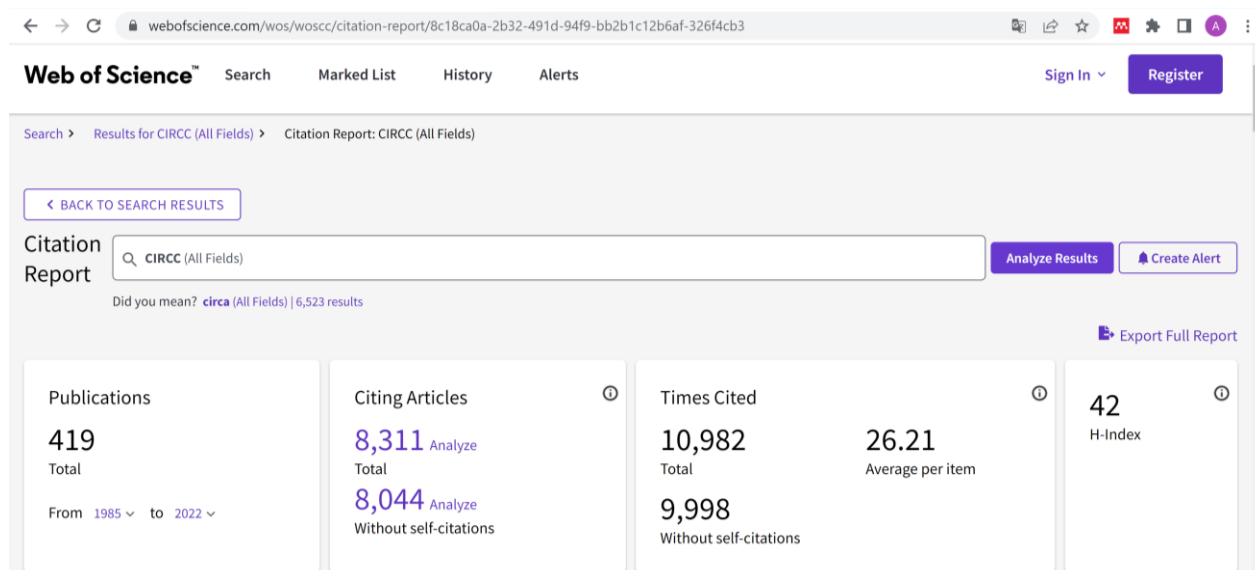 webofscience.com/wos/woscc/citation-report/8c18ca0a-2b32-491d-94f9-bb2b1c12b6af-326f4cb3
A
Web of Science™ Search Marked List History Alerts Sign In Register
Search > Results for CIRCC (All Fields) > Citation Report: CIRCC (All Fields)
< BACK TO SEARCH RESULTS
Citation Report
CIRCC (All Fields)
Analyze Results Create Alert
Did you mean? circa (All Fields) | 6,523 results
Export Full Report
Publications
419
Total
From 1985 to 2022
Citing Articles
8,311 Analyze
Total
8,044 Analyze
Without self-citations
Times Cited
10,982
Total
26.21
Average per item
9,998
Without self-citations
42
H-Index